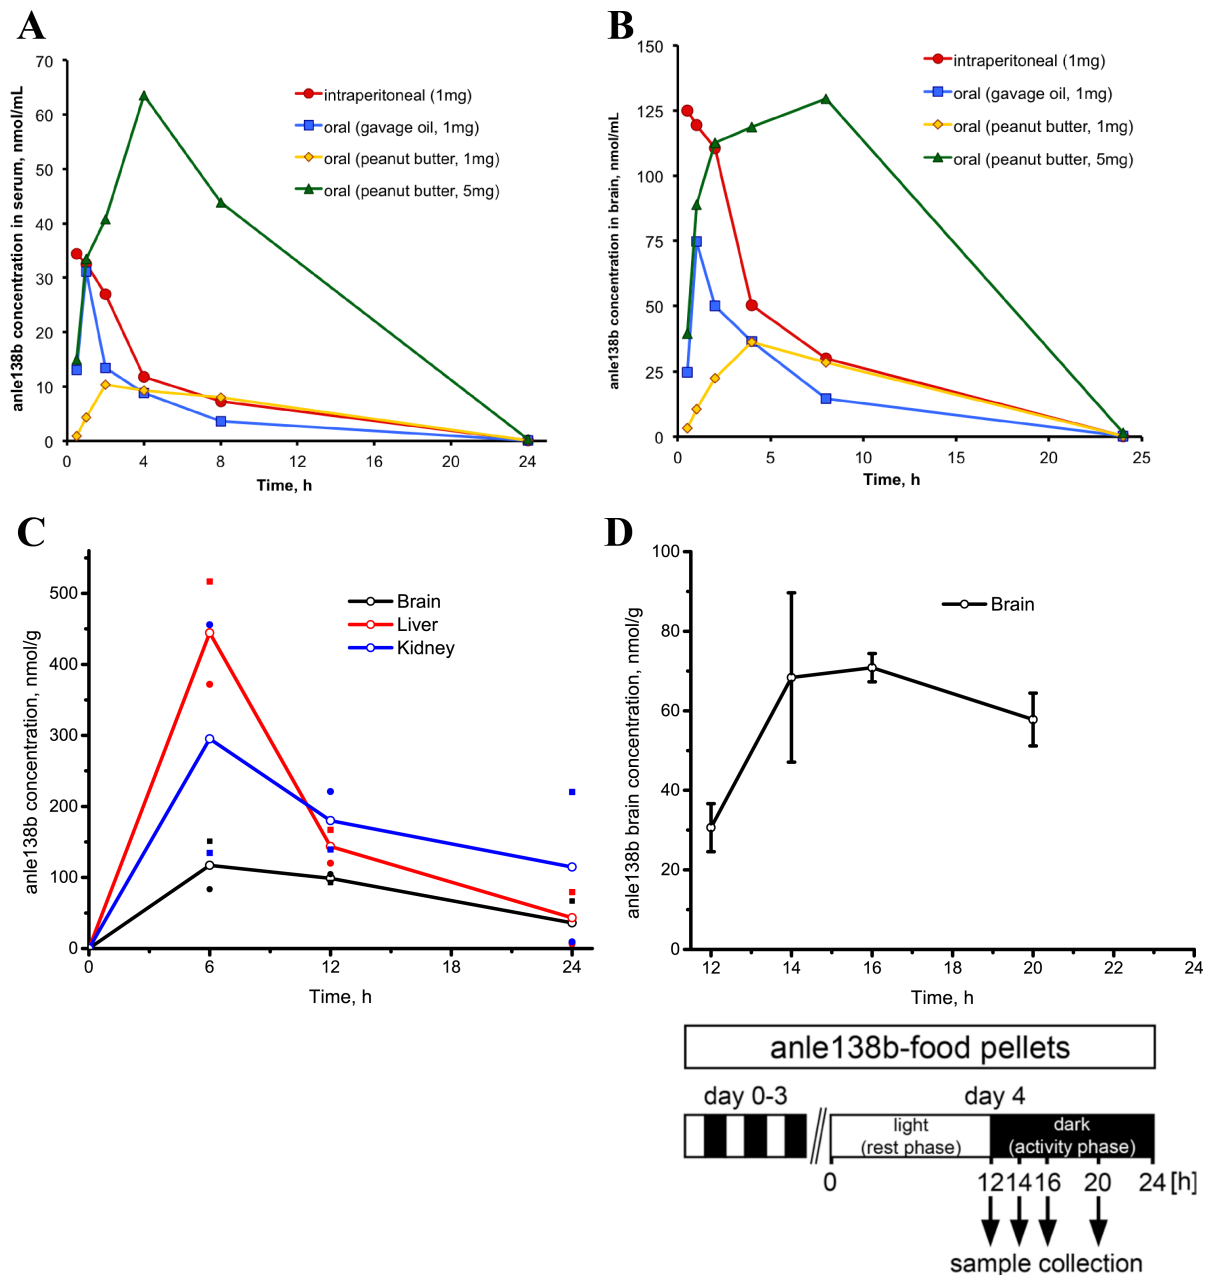 A
anle138b concentration in serum, nmol/mL
70
60
50
40
30
20
10
0
0 4 8 12 16 20 24
Time, h
intraperitoneal (1mg)
oral (gavage oil, 1mg)
oral (peanut butter, 1mg)
oral (peanut butter, 5mg)
B
anle138b concentration in brain, nmol/mL
150
125
100
75
50
25
0
0 5 10 15 20 25
Time, h
intraperitoneal (1mg)
oral (gavage oil, 1mg)
oral (peanut butter, 1mg)
oral (peanut butter, 5mg)
C
anle138b concentration, nmol/g
500
400
300
200
100
0
0 6 12 18 24
Time, h
Brain
Liver
Kidney
D
anle138b brain concentration, nmol/g
100
80
60
40
20
0
12 14 16 18 20 22 24
Time, h
Brain
anle138b-food pellets
day 0-3 day 4
light
(rest phase)
dark
(activity phase)
0 12 14 16 20 24 [h]
sample collection